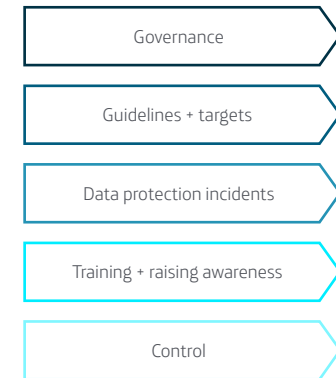 Governance
Guidelines + targets
Data protection incidents
Training + raising awareness
Control